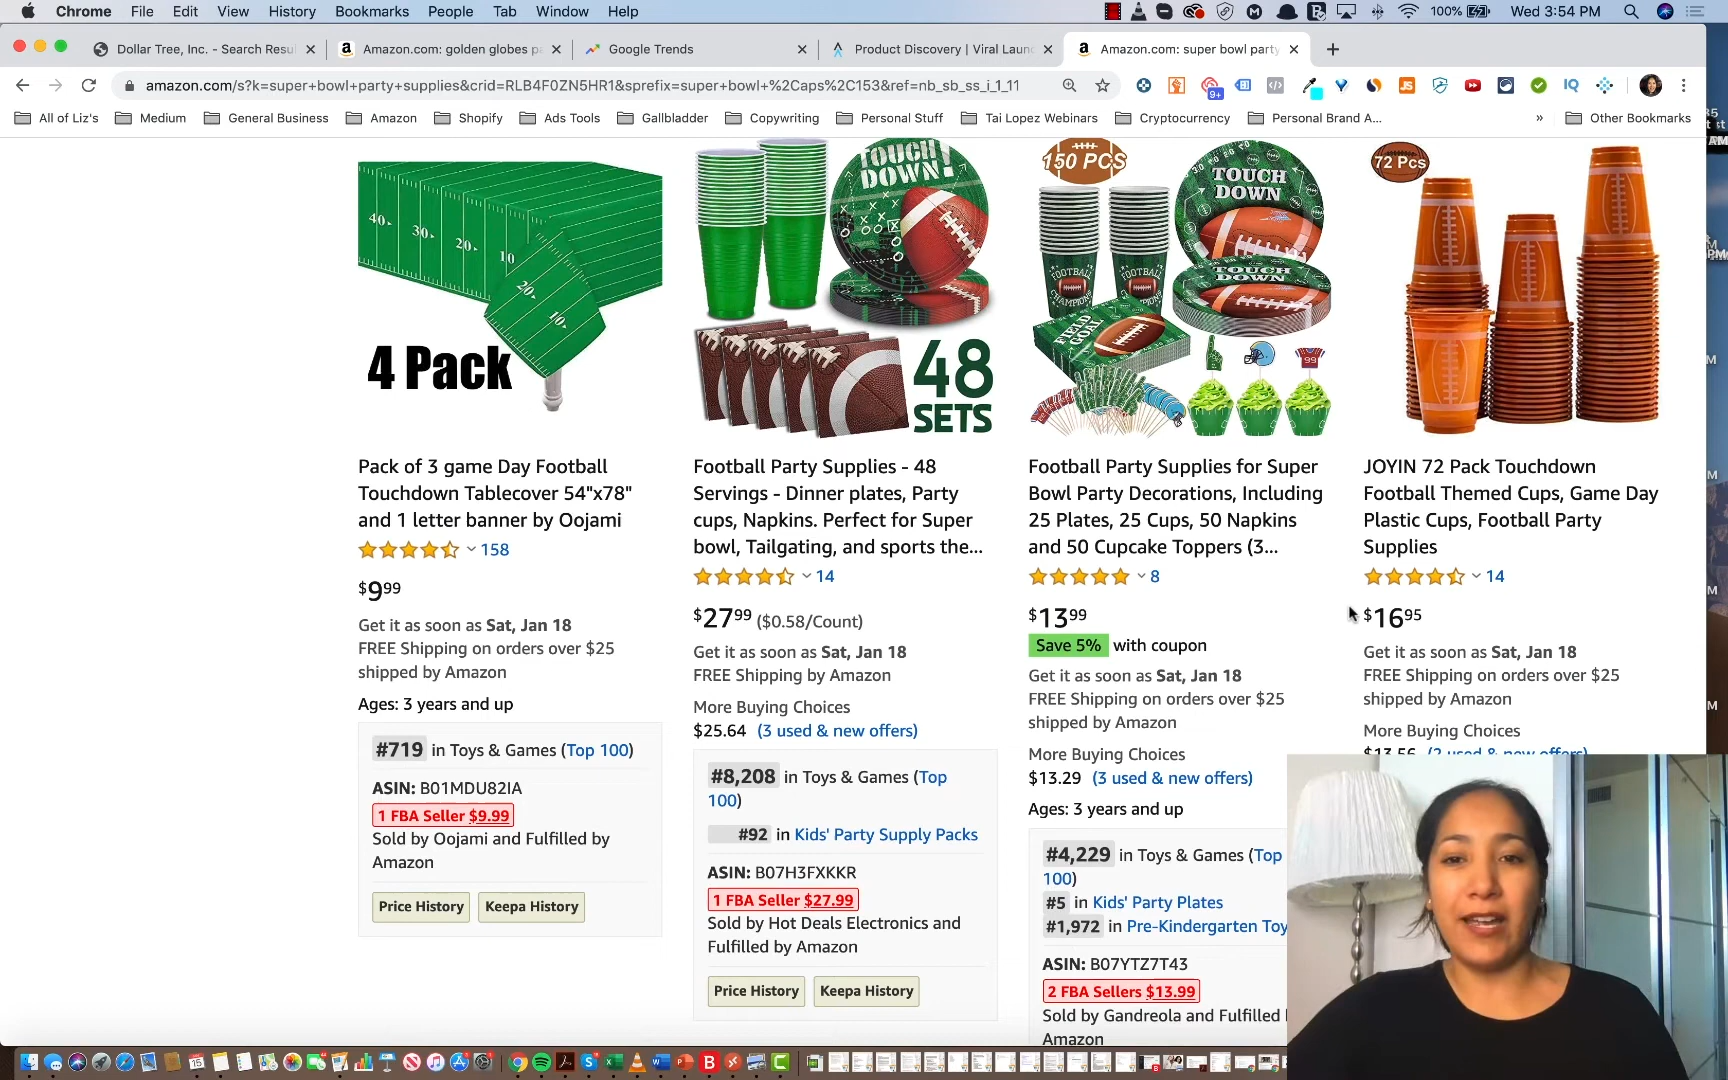 Chrome File Edit View History Bookmarks People Tab Window Help 100% Wed 3:54 PM
Dollar Tree, Inc. - Search Resul Amazon.com: golden globes pa Google Trends Product Discovery | Viral Launc Amazon.com: super bowl party
amazon.com/s?k=super+bowl+party+supplies&crid=RLB4F0ZN5HR1&sprefix=super+bowl+%2Caps%2C153&ref=nb_sb_ss_i_1_11
All of Liz's Medium General Business Amazon Shopify Ads Tools Gallbladder Copywriting Personal Stuff Tai Lopez Webinars Cryptocurrency Personal Brand A... » Other Bookmarks
40 30 20 10
20
10
4 Pack
TOUCH
DOWN!
48
SETS
150 PCS
TOUCH
DOWN
FOOTBALL
CHAMPION
FOOTBALL
TOUCH
DOWN
FIELD
GOAL
99
72 Pcs
Pack of 3 game Day Football
Touchdown Tablecover 54"x78"
and 1 letter banner by Oojami
158
$9.99
Get it as soon as Sat, Jan 18
FREE Shipping on orders over $25
shipped by Amazon
Ages: 3 years and up
#719 in Toys & Games (Top 100)
ASIN: B01MDU82IA
1 FBA Seller $9.99
Sold by Oojami and Fulfilled by
Amazon
Price History Keepa History
Football Party Supplies - 48
Servings - Dinner plates, Party
cups, Napkins. Perfect for Super
bowl, Tailgating, and sports the...
14
$27.99 ($0.58/Count)
Get it as soon as Sat, Jan 18
FREE Shipping by Amazon
More Buying Choices
$25.64 (3 used & new offers)
#8,208 in Toys & Games (Top
100)
#92 in Kids' Party Supply Packs
ASIN: B07H3FXKKR
1 FBA Seller $27.99
Sold by Hot Deals Electronics and
Fulfilled by Amazon
Price History Keepa History
Football Party Supplies for Super
Bowl Party Decorations, Including
25 Plates, 25 Cups, 50 Napkins
and 50 Cupcake Toppers (3...
8
$13.99
Save 5% with coupon
Get it as soon as Sat, Jan 18
FREE Shipping on orders over $25
shipped by Amazon
More Buying Choices
$13.29 (3 used & new offers)
Ages: 3 years and up
#4,229 in Toys & Games (Top
100)
#5 in Kids' Party Plates
#1,972 in Pre-Kindergarten Toy
ASIN: B07YTZ7T43
2 FBA Sellers $13.99
Sold by Gandreola and Fulfilled
Amazon
JOYIN 72 Pack Touchdown
Football Themed Cups, Game Day
Plastic Cups, Football Party
Supplies
14
$16.95
Get it as soon as Sat, Jan 18
FREE Shipping on orders over $25
shipped by Amazon
More Buying Choices
$13.56 (2 used & new offers)